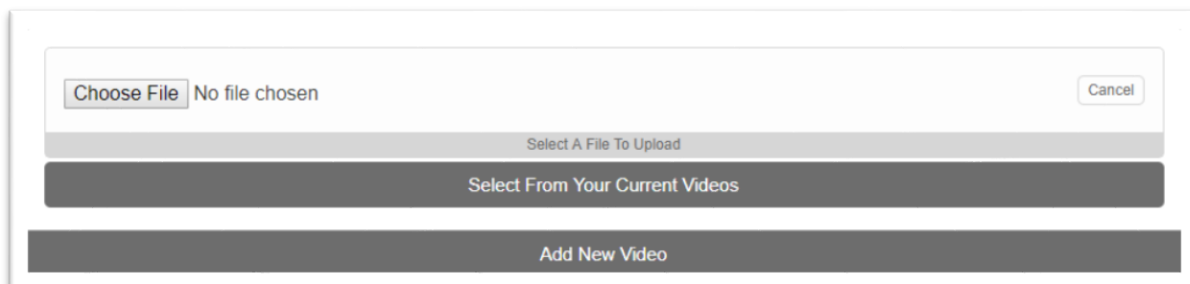 Choose File No file chosen
Cancel
Select A File To Upload
Select From Your Current Videos
Add New Video